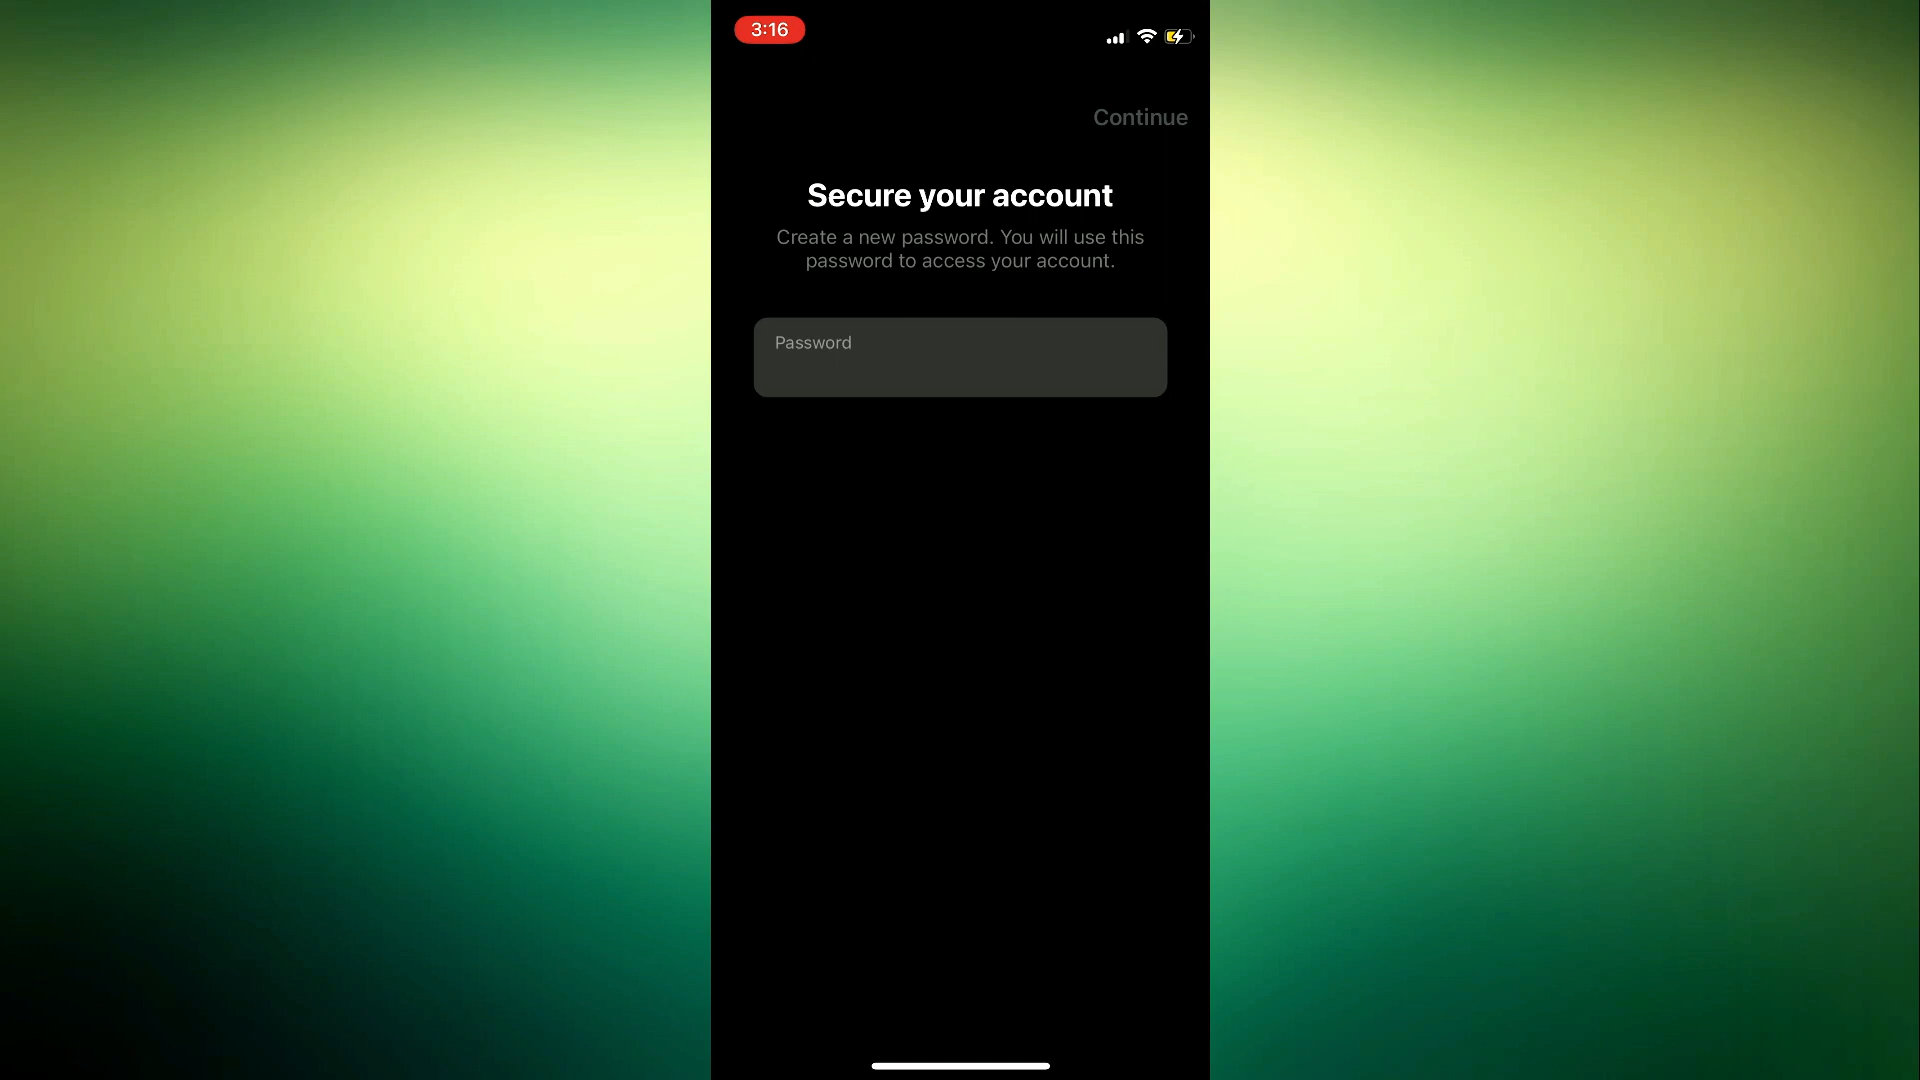 3:16
Continue
Secure your account
Create a new password. You will use this
password to access your account.
Password